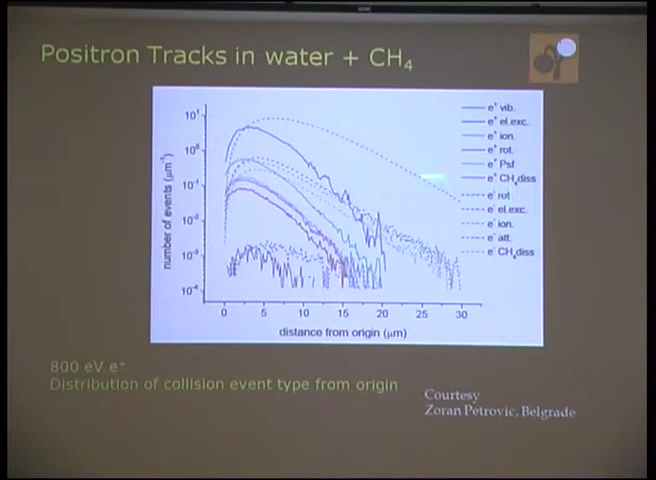 Positron Tracks in water + CH₄
number of events (μm⁻¹)
10¹
10⁰
10⁻¹
10⁻²
10⁻³
10⁻⁴
0 5 10 15 20 25 30
distance from origin (μm)
e⁺ vib.
e⁺ el.exc.
e⁺ ion.
e⁺ rot.
e⁺ Psf
e⁺ CH₄diss
e⁻ rot
e⁻ el.exc.
e⁻ ion.
e⁻ att.
e⁻ CH₄diss
800 eV e⁺
Distribution of collision event type from origin
Courtesy
Zoran Petrovic, Belgrade